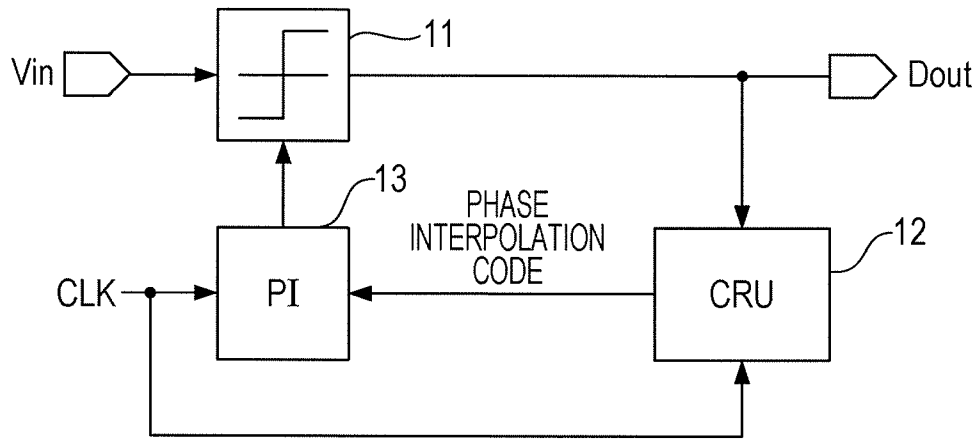 11
Vin
Dout
13
PHASE
INTERPOLATION
CODE
12
CLK
PI
CRU